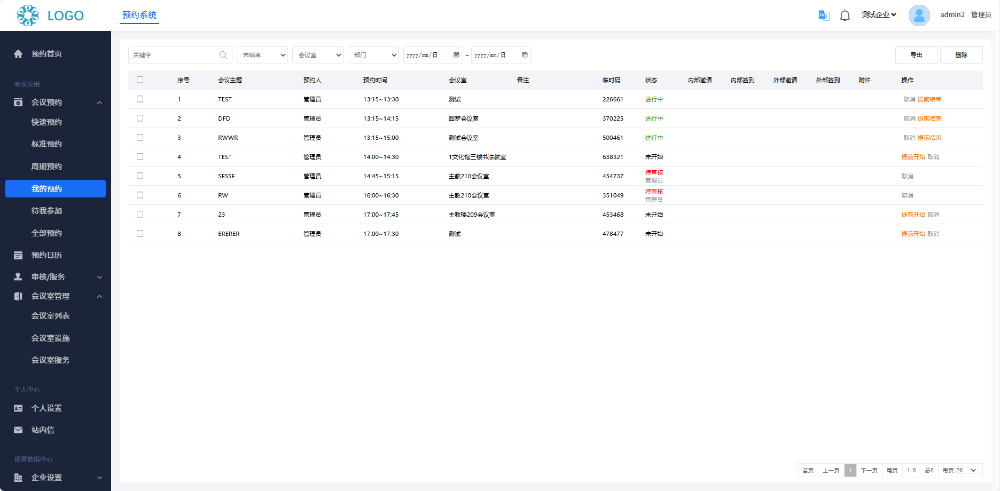 LOGO
预约系统
测试企业
admin2 管理员
预约首页
会议应用
会议预约
快速预约
标准预约
周期预约
我的预约
待我参加
全部预约
预约日历
审核/服务
会议室管理
会议室列表
会议室设施
会议室服务
个人中心
个人设置
站内信
设置数据中心
企业设置
关键字 未结束 会议室 部门 yyyy/mm/日 ~ yyyy/mm/日 导出 删除
序号 会议主题 预约人 预约时间 会议室 备注 临时码 状态 内部邀请 内部签到 外部邀请 外部签到 附件 操作
1 TEST 管理员 13:15~13:30 测试 226661 进行中 取消 提前结束
2 DFD 管理员 13:15~14:15 圆梦会议室 370225 进行中 取消 提前结束
3 RWWR 管理员 13:15~15:00 测试会议室 500461 进行中 取消 提前结束
4 TEST 管理员 14:00~14:30 1文化馆三楼书法教室 638321 未开始 提前开始 取消
5 SFSSF 管理员 14:45~15:15 主教210会议室 454737 待审核 取消
管理员
6 RW 管理员 16:00~16:30 主教210会议室 351049 待审核 取消
管理员
7 23 管理员 17:00~17:45 主教楼209会议室 453468 未开始 提前开始 取消
8 ERERER 管理员 17:00~17:30 测试 478477 未开始 提前开始 取消
首页 上一页 1 下一页 尾页 1-8 总8 每页 20